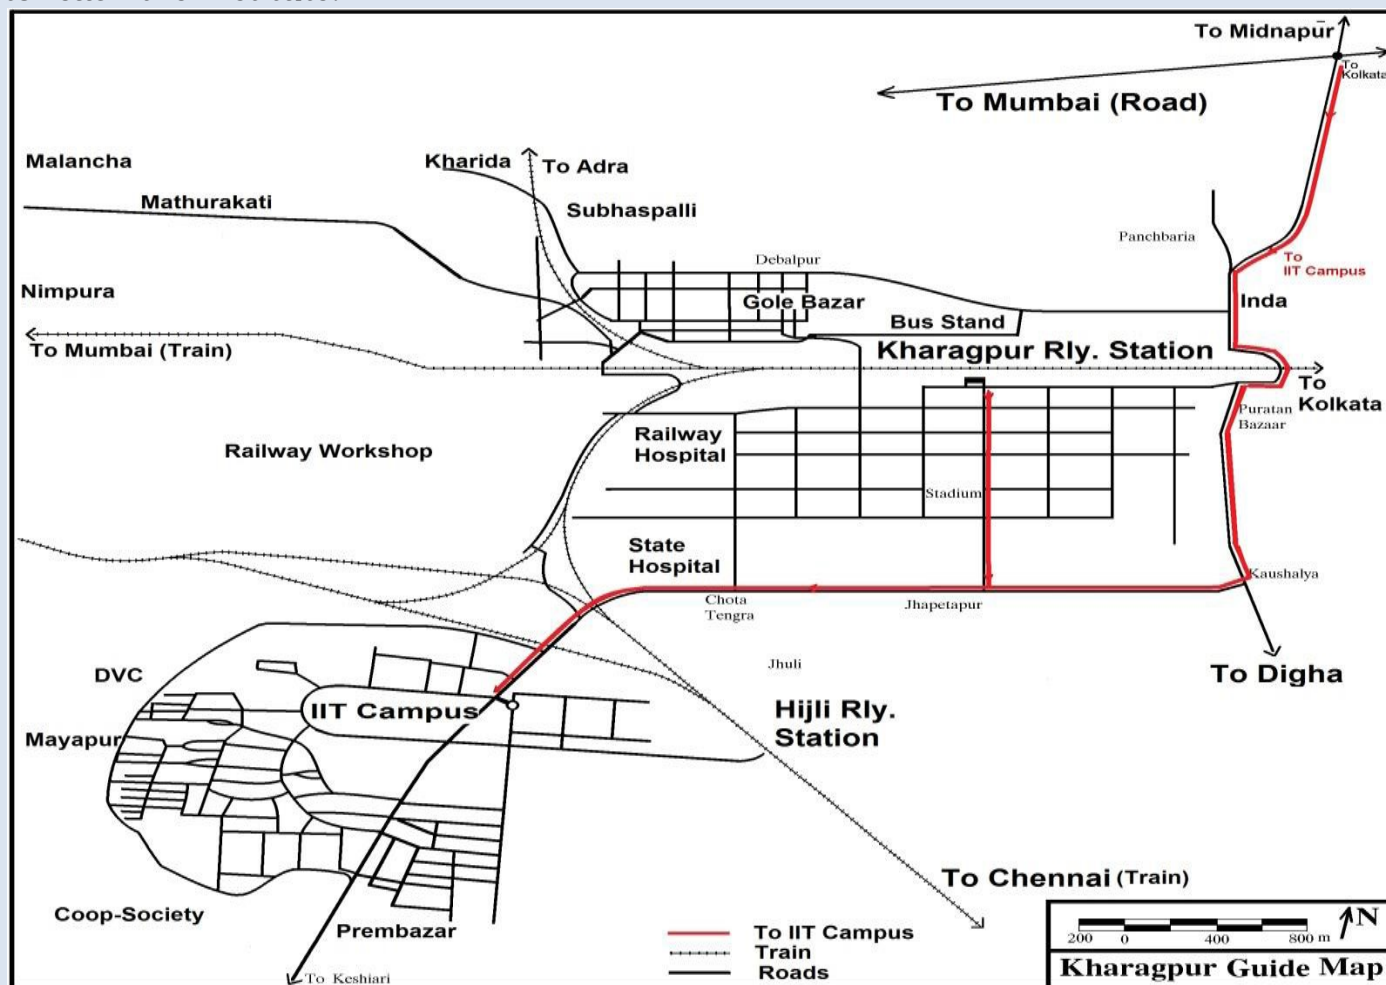 To Midnapur
To
Kolkata
To Mumbai (Road)
Malancha
Kharida
To Adra
Mathurakati
Subhaspalli
Panchbaria
Debalpur
To
IIT Campus
Nimpura
Gole Bazar
Inda
Bus Stand
To Mumbai (Train)
Kharagpur Rly. Station
To
Kolkata
Puratan
Bazaar
Railway
Hospital
Railway Workshop
Stadium
State
Hospital
Kaushalya
Chota
Tengra
Jhapetapur
Jhuli
To Digha
DVC
IIT Campus
Hijli Rly.
Station
Mayapur
To Chennai (Train)
Coop-Society
Prembazar
To IIT Campus
Train
Roads
To Keshiari
N
200 0 400 800 m
Kharagpur Guide Map